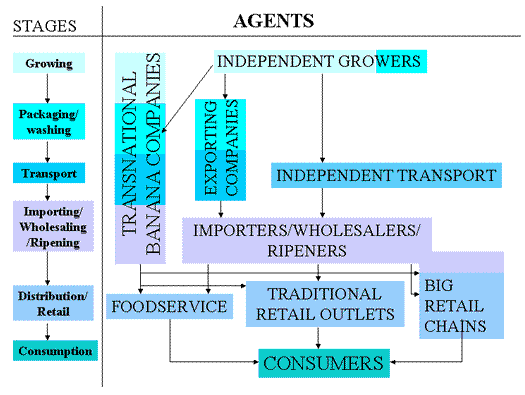 STAGES
AGENTS
Growing
Packaging/
washing
Transport
Importing/
Wholesaling
/Ripening
Distribution/
Retail
Consumption
TRANSNATIONAL
BANANA COMPANIES
INDEPENDENT GROWERS
EXPORTING
COMPANIES
INDEPENDENT TRANSPORT
IMPORTERS/WHOLESALERS/
RIPENERS
FOODSERVICE
TRADITIONAL
RETAIL OUTLETS
BIG
RETAIL
CHAINS
CONSUMERS